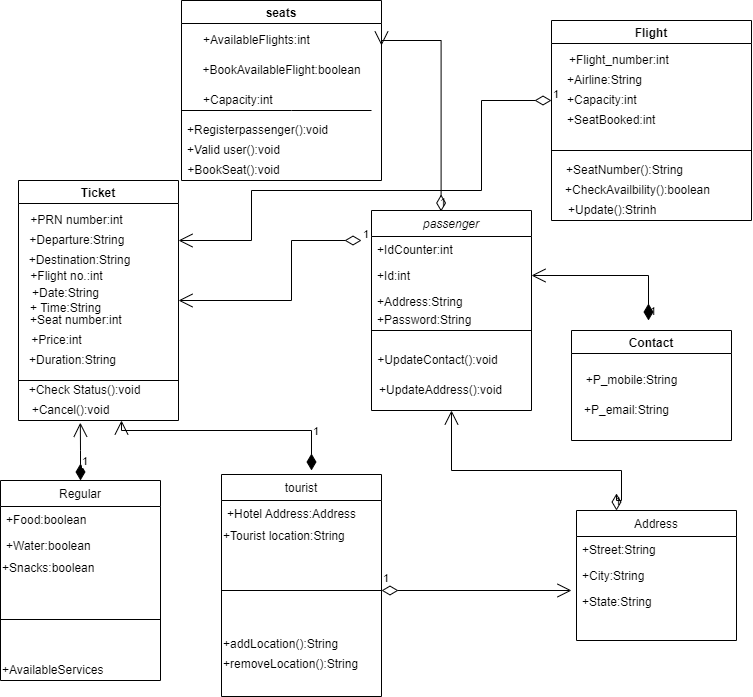 seats
+AvailableFlights:int
+BookAvailableFlight:boolean
+Capacity:int
+Registerpassenger():void
+Valid user():void
+BookSeat():void
Flight
+Flight_number:int
+Airline:String
+Capacity:int
+SeatBooked:int
+SeatNumber():String
+CheckAvailbility():boolean
+Update():Strinh
1
Ticket
+PRN number:int
+Departure:String
+Destination:String
+Flight no.:int
+Date:String
+ Time:String
+Seat number:int
+Price:int
+Duration:String
+Check Status():void
+Cancel():void
passenger
+IdCounter:int
+Id:int
+Address:String
+Password:String
+UpdateContact():void
+UpdateAddress():void
1
1
Contact
+P_mobile:String
+P_email:String
1
Regular
+Food:boolean
+Water:boolean
+Snacks:boolean
+AvailableServices
1
tourist
+Hotel Address:Address
+Tourist location:String
+addLocation():String
+removeLocation():String
1
1
Address
+Street:String
+City:String
+State:String
1